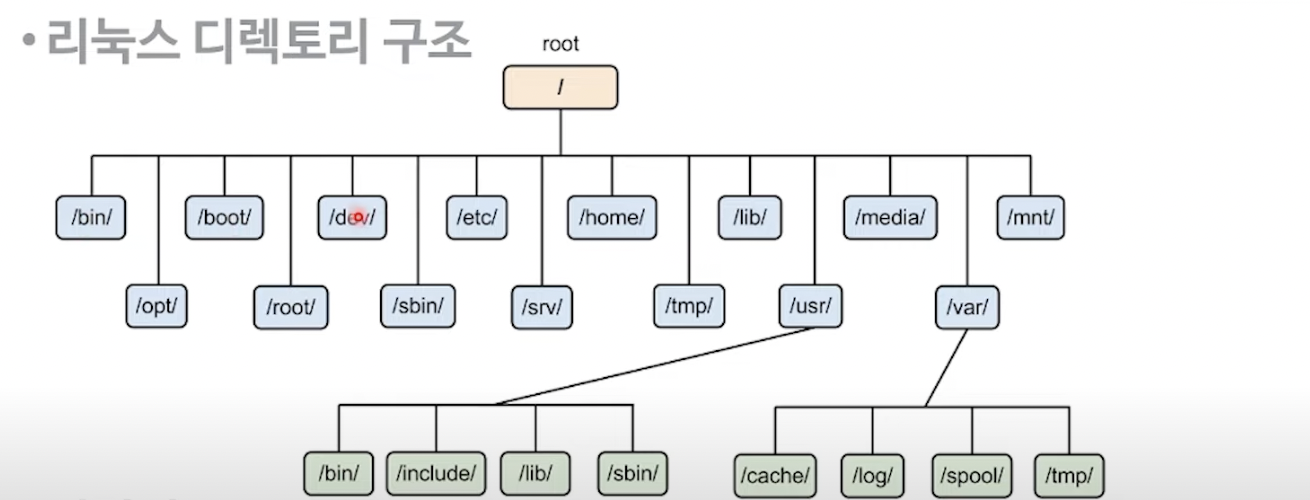 • 리눅스 디렉토리 구조
root
/
/bin/ /boot/ /dev/ /etc/ /home/ /lib/ /media/ /mnt/
/opt/ /root/ /sbin/ /srv/ /tmp/ /usr/ /var/
/bin/ /include/ /lib/ /sbin/ /cache/ /log/ /spool/ /tmp/